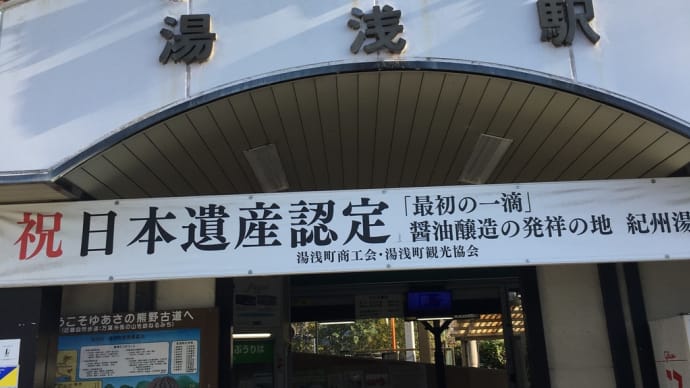 湯浅駅
祝 日本遺産認定 「最初の一滴」
醤油醸造の発祥の地 紀州湯
湯浅町商工会・湯浅町観光協会
うこそゆあさの熊野古道へ